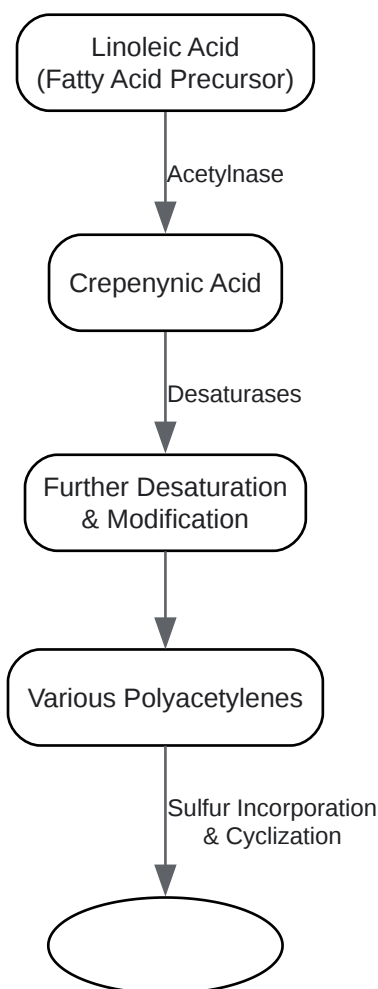 Linoleic Acid
(Fatty Acid Precursor)
Acetylnase
Crepenynic Acid
Desaturases
Further Desaturation
& Modification
Various Polyacetylenes
Sulfur Incorporation
& Cyclization